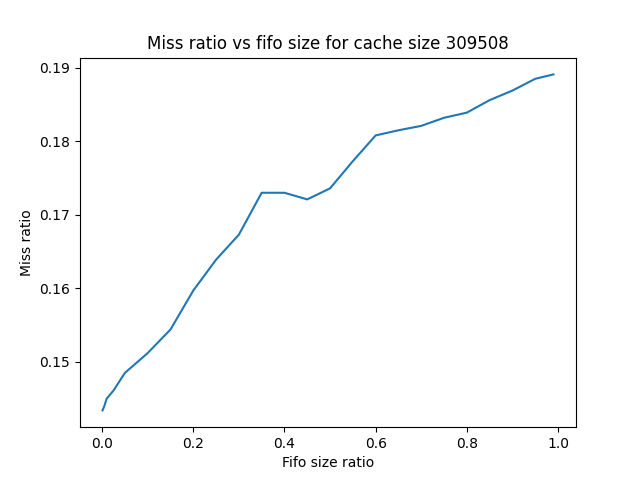 Miss ratio vs fifo size for cache size 309508
0.19
0.18
0.17
0.16
0.15
Miss ratio
0.0 0.2 0.4 0.6 0.8 1.0
Fifo size ratio